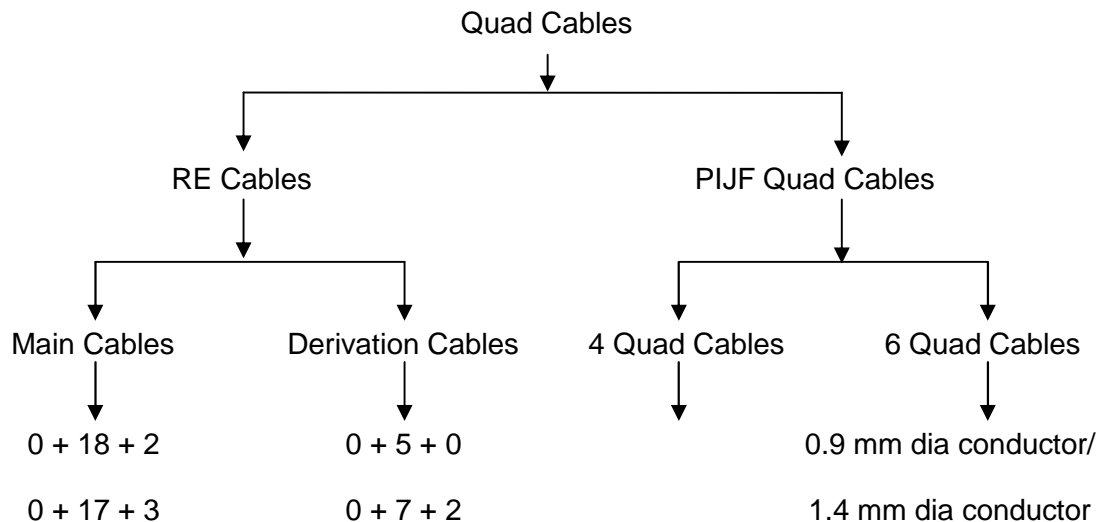 Quad Cables
RE Cables PIJF Quad Cables
Main Cables Derivation Cables 4 Quad Cables 6 Quad Cables
0 + 18 + 2 0 + 5 + 0 0.9 mm dia conductor/
0 + 17 + 3 0 + 7 + 2 1.4 mm dia conductor